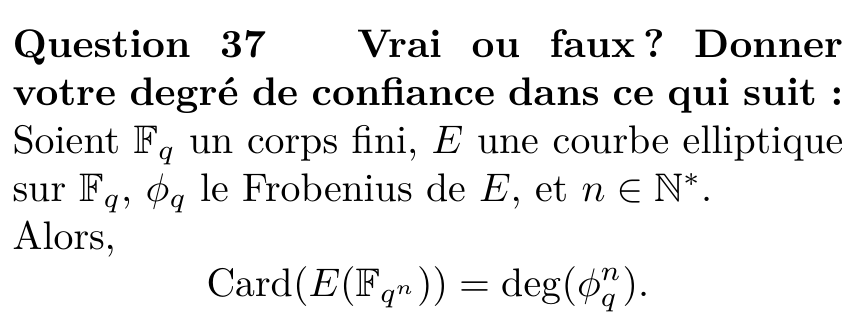 Question 37 Vrai ou faux ? Donner
votre degré de confiance dans ce qui suit :
Soient $\mathbb{F}_q$ un corps fini, $E$ une courbe elliptique
sur $\mathbb{F}_q$, $\phi_q$ le Frobenius de $E$, et $n \in \mathbb{N}^*$.
Alors,
$\mathrm{Card}(E(\mathbb{F}_{q^n})) = \deg(\phi_q^n).$